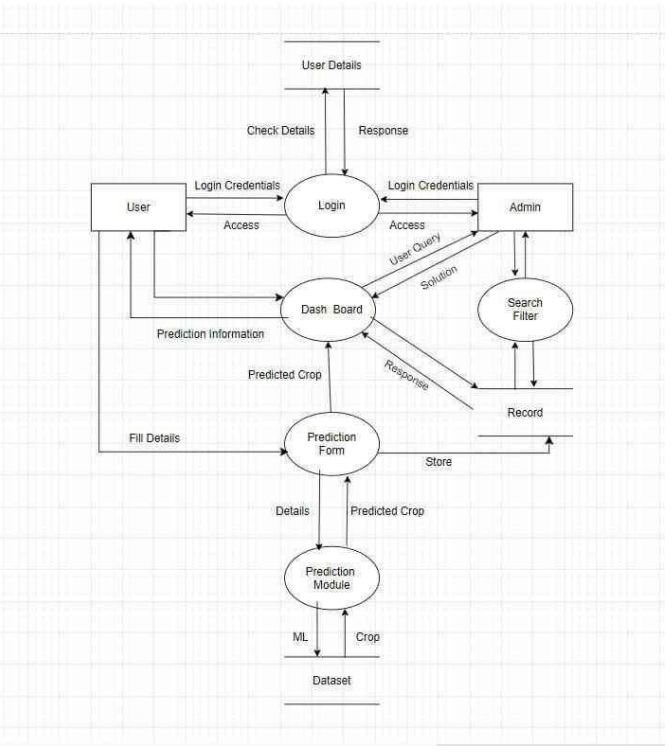 User Details
Check Details
Response
Login Credentials
Login Credentials
User
Login
Admin
Access
Access
User Query
Solution
Dash Board
Search
Filter
Prediction Information
Predicted Crop
Response
Record
Fill Details
Prediction
Form
Store
Details
Predicted Crop
Prediction
Module
ML
Crop
Dataset